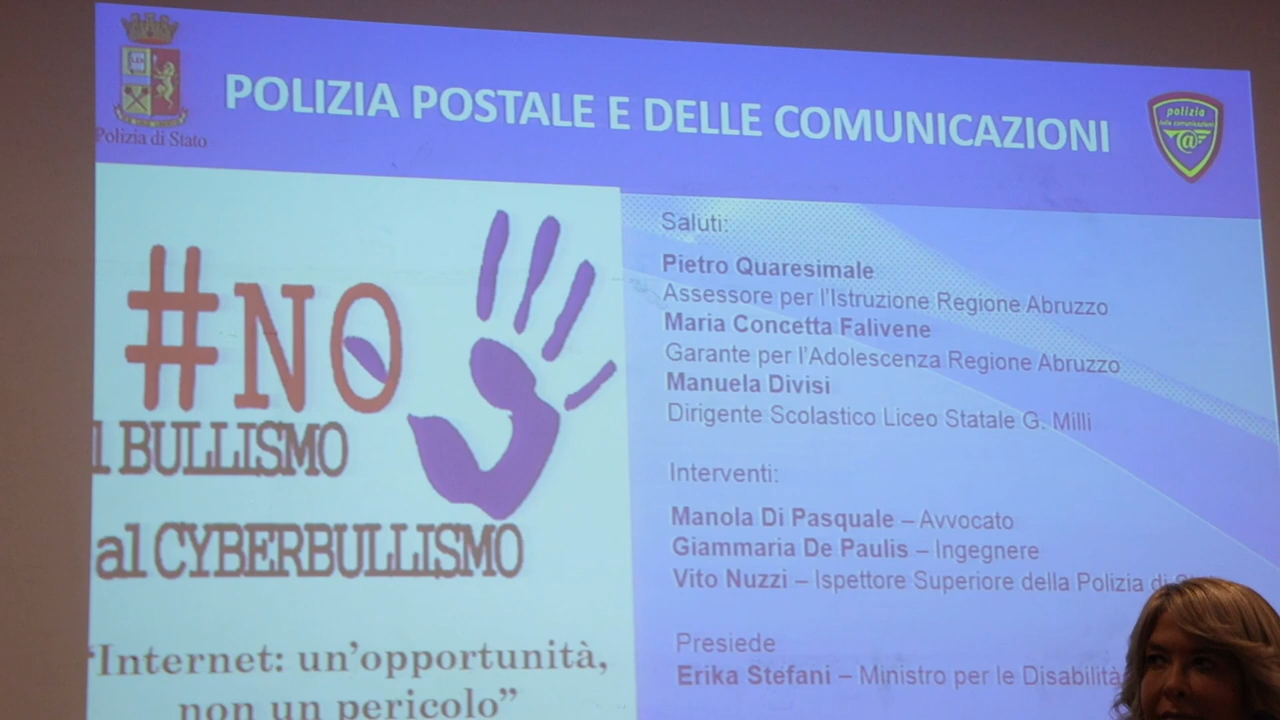 Polizia di Stato
POLIZIA POSTALE E DELLE COMUNICAZIONI
polizia
delle comunicazioni
@
#NO
l BULLISMO
al CYBERBULLISMO
“Internet: un’opportunità,
non un pericolo”
Saluti:
Pietro Quaresimale
Assessore per l’Istruzione Regione Abruzzo
Maria Concetta Falivene
Garante per l’Adolescenza Regione Abruzzo
Manuela Divisi
Dirigente Scolastico Liceo Statale G. Milli
Interventi:
Manola Di Pasquale – Avvocato
Giammaria De Paulis – Ingegnere
Vito Nuzzi – Ispettore Superiore della Polizia di
Presiede
Erika Stefani – Ministro per le Disabilità